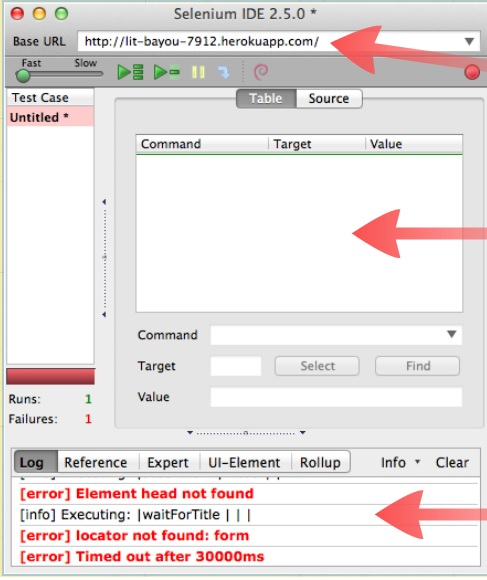 Selenium IDE 2.5.0 *
Base URL http://lit-bayou-7912.herokuapp.com/
Fast Slow
Table Source
Test Case
Untitled *
Command Target Value
Command
Target Select Find
Value
Runs: 1
Failures: 1
Log Reference Expert UI-Element Rollup Info Clear
[error] Element head not found
[info] Executing: |waitForTitle | | |
[error] locator not found: form
[error] Timed out after 30000ms